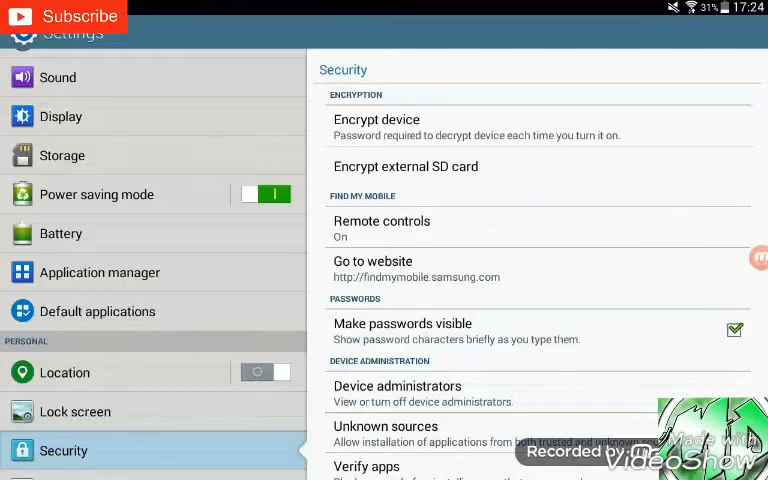 Subscribe
31% 17:24
Settings
Sound
Display
Storage
Power saving mode
Battery
Application manager
Default applications
PERSONAL
Location
Lock screen
Security
Security
ENCRYPTION
Encrypt device
Password required to decrypt device each time you turn it on.
Encrypt external SD card
FIND MY MOBILE
Remote controls
On
Go to website
http://findmymobile.samsung.com
PASSWORDS
Make passwords visible
Show password characters briefly as you type them.
DEVICE ADMINISTRATION
Device administrators
View or turn off device administrators.
Unknown sources
Allow installation of applications from both trusted and unknown
Verify apps
Recorded by
Made with
VideoShow